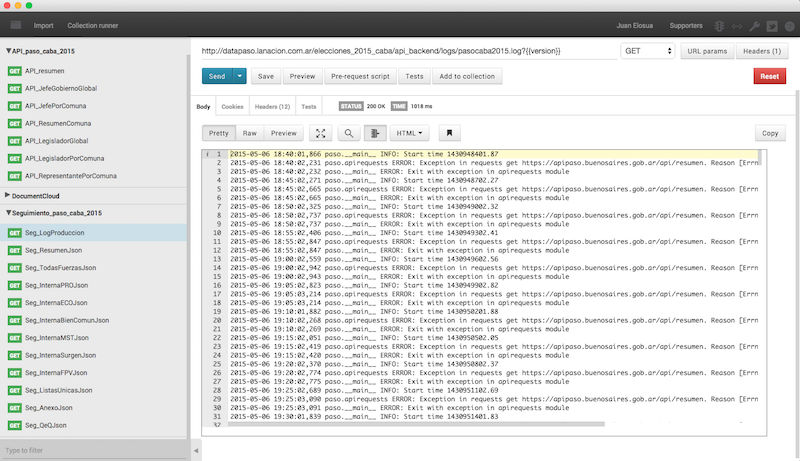 Import
Collection runner
Juan Elosua
Supporters
API_paso_caba_2015
GET API_resumen
GET API_JefeGobiernoGlobal
GET API_JefePorComuna
GET API_ResumenComuna
GET API_LegisladorGlobal
GET API_LegisladorPorComuna
GET API_RepresentantePorComuna
DocumentCloud
Seguimiento_paso_caba_2015
GET Seg_LogProduccion
GET Seg_ResumenJson
GET Seg_TodasFuerzasJson
GET Seg_InternaPROJson
GET Seg_InternaECOJson
GET Seg_InternaBienComunJson
GET Seg_InternaMSTJson
GET Seg_InternaSurgenJson
GET Seg_InternaFPVJson
GET Seg_ListasUnicasJson
GET Seg_AnexoJson
GET Seg_QeQJson
Type to filter
http://datapaso.lanacion.com.ar/elecciones_2015_caba/api_backend/logs/pasocaba2015.log?{{version}}
GET
URL params
Headers (1)
Send
Save
Preview
Pre-request script
Tests
Add to collection
Reset
Body
Cookies
Headers (12)
Tests
STATUS 200 OK
TIME 1018 ms
Pretty
Raw
Preview
HTML
Copy
i 1 2015-05-06 18:40:01,866 paso.__main__ INFO: Start time 1430948401.87
2 2015-05-06 18:40:02,231 paso.apirequests ERROR: Exception in requests get https://apipaso.buenosaires.gob.ar/api/resumen. Reason [Errn
3 2015-05-06 18:40:02,232 paso.__main__ ERROR: Exit with exception in apirequests module
4 2015-05-06 18:45:02,271 paso.__main__ INFO: Start time 1430948702.27
5 2015-05-06 18:45:02,665 paso.apirequests ERROR: Exception in requests get https://apipaso.buenosaires.gob.ar/api/resumen. Reason [Errn
6 2015-05-06 18:45:02,665 paso.__main__ ERROR: Exit with exception in apirequests module
7 2015-05-06 18:50:02,325 paso.__main__ INFO: Start time 1430949002.32
8 2015-05-06 18:50:02,737 paso.apirequests ERROR: Exception in requests get https://apipaso.buenosaires.gob.ar/api/resumen. Reason [Errn
9 2015-05-06 18:50:02,737 paso.__main__ ERROR: Exit with exception in apirequests module
10 2015-05-06 18:55:02,406 paso.__main__ INFO: Start time 1430949302.41
11 2015-05-06 18:55:02,847 paso.apirequests ERROR: Exception in requests get https://apipaso.buenosaires.gob.ar/api/resumen. Reason [Errn
12 2015-05-06 18:55:02,847 paso.__main__ ERROR: Exit with exception in apirequests module
13 2015-05-06 19:00:02,559 paso.__main__ INFO: Start time 1430949602.56
14 2015-05-06 19:00:02,942 paso.apirequests ERROR: Exception in requests get https://apipaso.buenosaires.gob.ar/api/resumen. Reason [Errn
15 2015-05-06 19:00:02,943 paso.__main__ ERROR: Exit with exception in apirequests module
16 2015-05-06 19:05:02,823 paso.__main__ INFO: Start time 1430949902.82
17 2015-05-06 19:05:03,214 paso.apirequests ERROR: Exception in requests get https://apipaso.buenosaires.gob.ar/api/resumen. Reason [Errn
18 2015-05-06 19:05:03,214 paso.__main__ ERROR: Exit with exception in apirequests module
19 2015-05-06 19:10:01,882 paso.__main__ INFO: Start time 1430950201.88
20 2015-05-06 19:10:02,268 paso.apirequests ERROR: Exception in requests get https://apipaso.buenosaires.gob.ar/api/resumen. Reason [Errn
21 2015-05-06 19:10:02,269 paso.__main__ ERROR: Exit with exception in apirequests module
22 2015-05-06 19:15:02,051 paso.__main__ INFO: Start time 1430950502.05
23 2015-05-06 19:15:02,419 paso.apirequests ERROR: Exception in requests get https://apipaso.buenosaires.gob.ar/api/resumen. Reason [Errn
24 2015-05-06 19:15:02,420 paso.__main__ ERROR: Exit with exception in apirequests module
25 2015-05-06 19:20:02,370 paso.__main__ INFO: Start time 1430950802.37
26 2015-05-06 19:20:02,774 paso.apirequests ERROR: Exception in requests get https://apipaso.buenosaires.gob.ar/api/resumen. Reason [Errn
27 2015-05-06 19:20:02,775 paso.__main__ ERROR: Exit with exception in apirequests module
28 2015-05-06 19:25:02,689 paso.__main__ INFO: Start time 1430951102.69
29 2015-05-06 19:25:03,090 paso.apirequests ERROR: Exception in requests get https://apipaso.buenosaires.gob.ar/api/resumen. Reason [Errn
30 2015-05-06 19:25:03,091 paso.__main__ ERROR: Exit with exception in apirequests module
31 2015-05-06 19:30:01,839 paso.__main__ INFO: Start time 1430951401.83
32